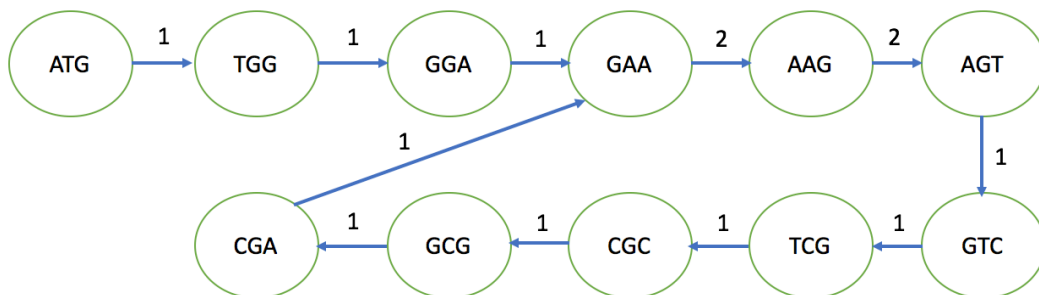 1 1 1 2 2
ATG TGG GGA GAA AAG AGT
1 1
1 1 1 1
CGA GCG CGC TCG GTC